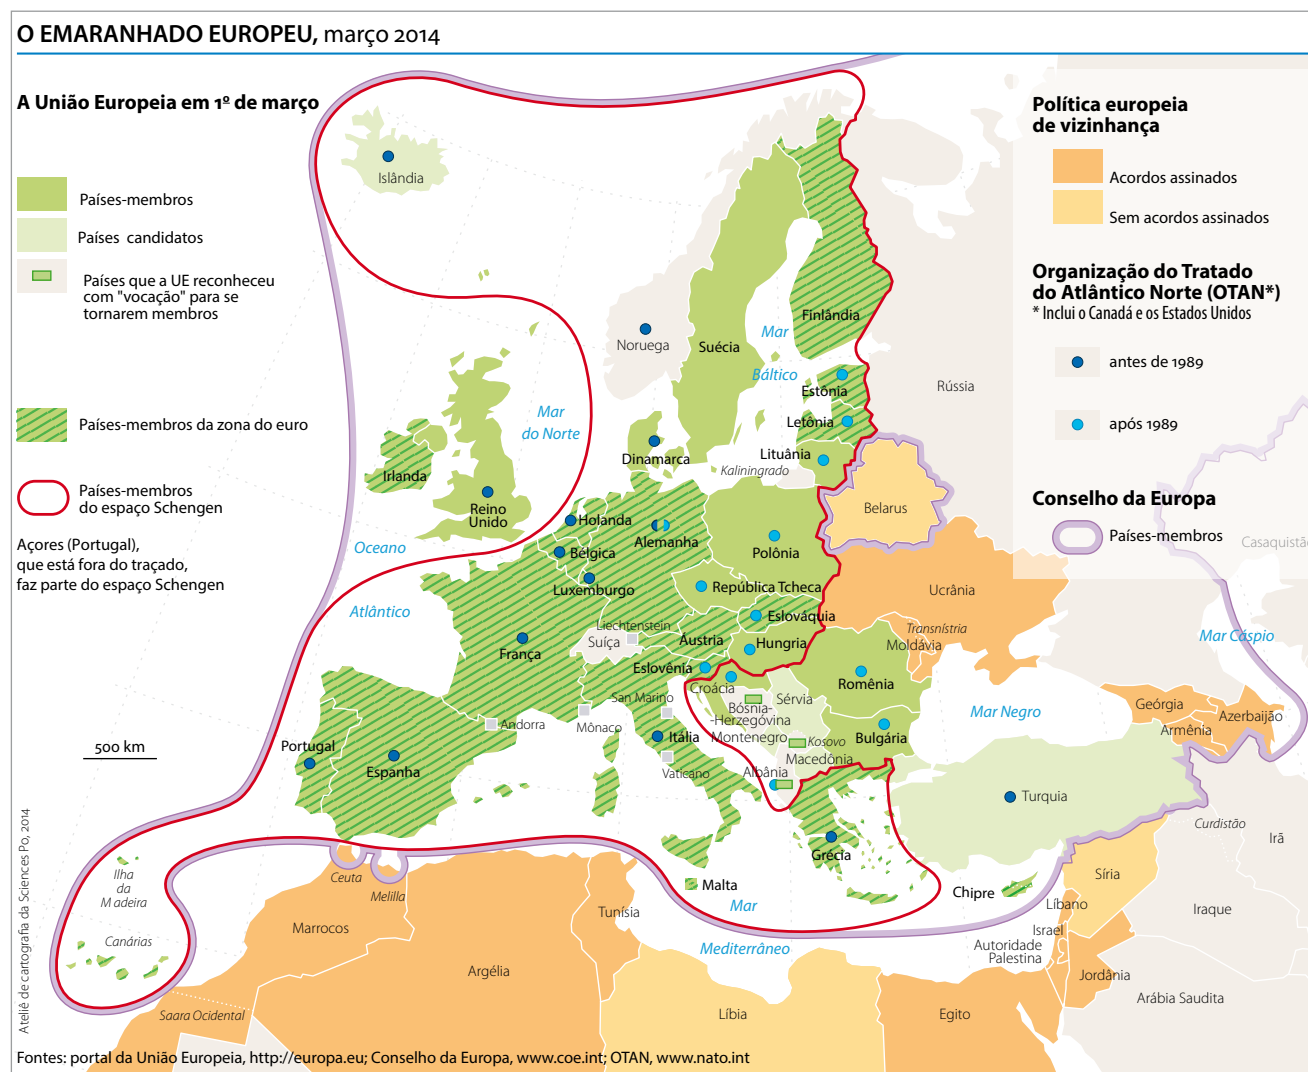 O EMARANHADO EUROPEU, março 2014
A União Europeia em 1º de março
Países-membros
Países candidatos
Países que a UE reconheceu
com "vocação" para se
tornarem membros
Países-membros da zona do euro
Países-membros
do espaço Schengen
Açores (Portugal),
que está fora do traçado,
faz parte do espaço Schengen
500 km
Política europeia
de vizinhança
Acordos assinados
Sem acordos assinados
Organização do Tratado
do Atlântico Norte (OTAN*)
* Inclui o Canadá e os Estados Unidos
antes de 1989
após 1989
Conselho da Europa
Países-membros
Islândia
Noruega
Suécia
Finlândia
Mar
Báltico
Estônia
Letônia
Lituânia
Kaliningrado
Rússia
Mar
do Norte
Dinamarca
Irlanda
Reino
Unido
Holanda
Bélgica
Luxemburgo
Alemanha
Polônia
Belarus
Casaquistão
Oceano
Atlântico
República Tcheca
Eslováquia
Ucrânia
Transnístria
Moldávia
Liechtenstein
Suíça
Áustria
Hungria
França
Eslovênia
Croácia
Romênia
San Marino
Bósnia-
-Herzegóvina
Sérvia
Montenegro
Kosovo
Macedônia
Albânia
Bulgária
Andorra
Mônaco
Itália
Vaticano
Portugal
Espanha
Mar Negro
Mar Cáspio
Geórgia
Armênia
Azerbaijão
Turquia
Curdistão
Irã
Grécia
Malta
Chipre
Síria
Líbano
Israel
Autoridade
Palestina
Jordânia
Iraque
Arábia Saudita
Mar
Mediterrâneo
Ceuta
Melilla
Ilha
da
Madeira
Canárias
Marrocos
Saara Ocidental
Argélia
Tunísia
Líbia
Egito
Ateliê de cartografia da Sciences Po, 2014
Fontes: portal da União Europeia, http://europa.eu; Conselho da Europa, www.coe.int; OTAN, www.nato.int